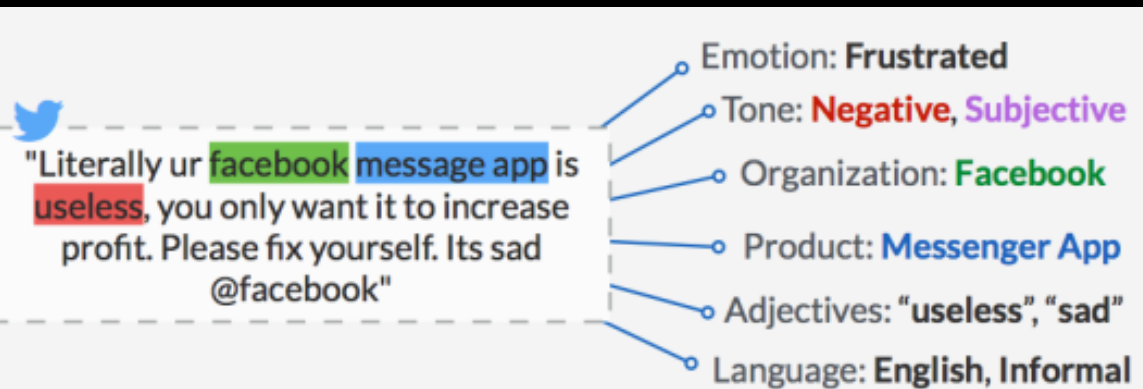 "Literally ur facebook message app is
useless, you only want it to increase
profit. Please fix yourself. Its sad
@facebook"
Emotion: Frustrated
Tone: Negative, Subjective
Organization: Facebook
Product: Messenger App
Adjectives: “useless”, “sad”
Language: English, Informal